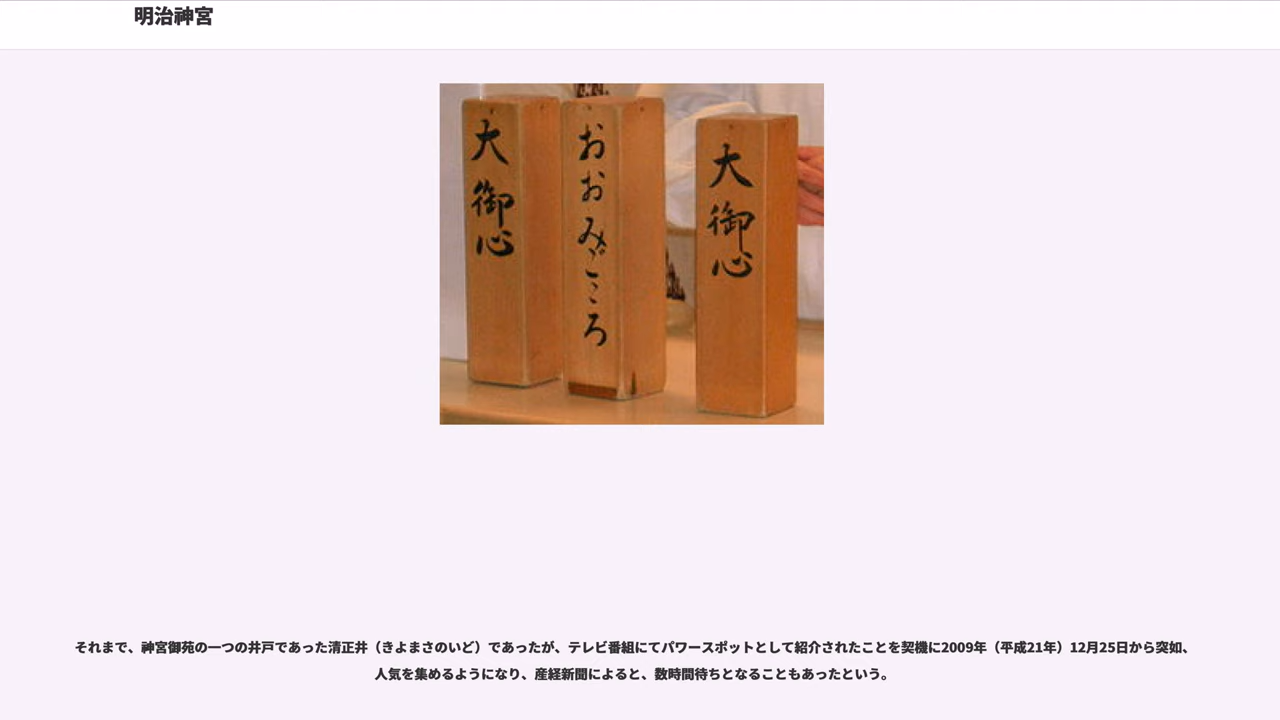 明治神宮
大御心
おおみごころ
大御心
それまで、神宮御苑の一つの井戸であった清正井（きよまさのいど）であったが、テレビ番組にてパワースポットとして紹介されたことを契機に2009年（平成21年）12月25日から突如、
人気を集めるようになり、産経新聞によると、数時間待ちとなることもあったという。